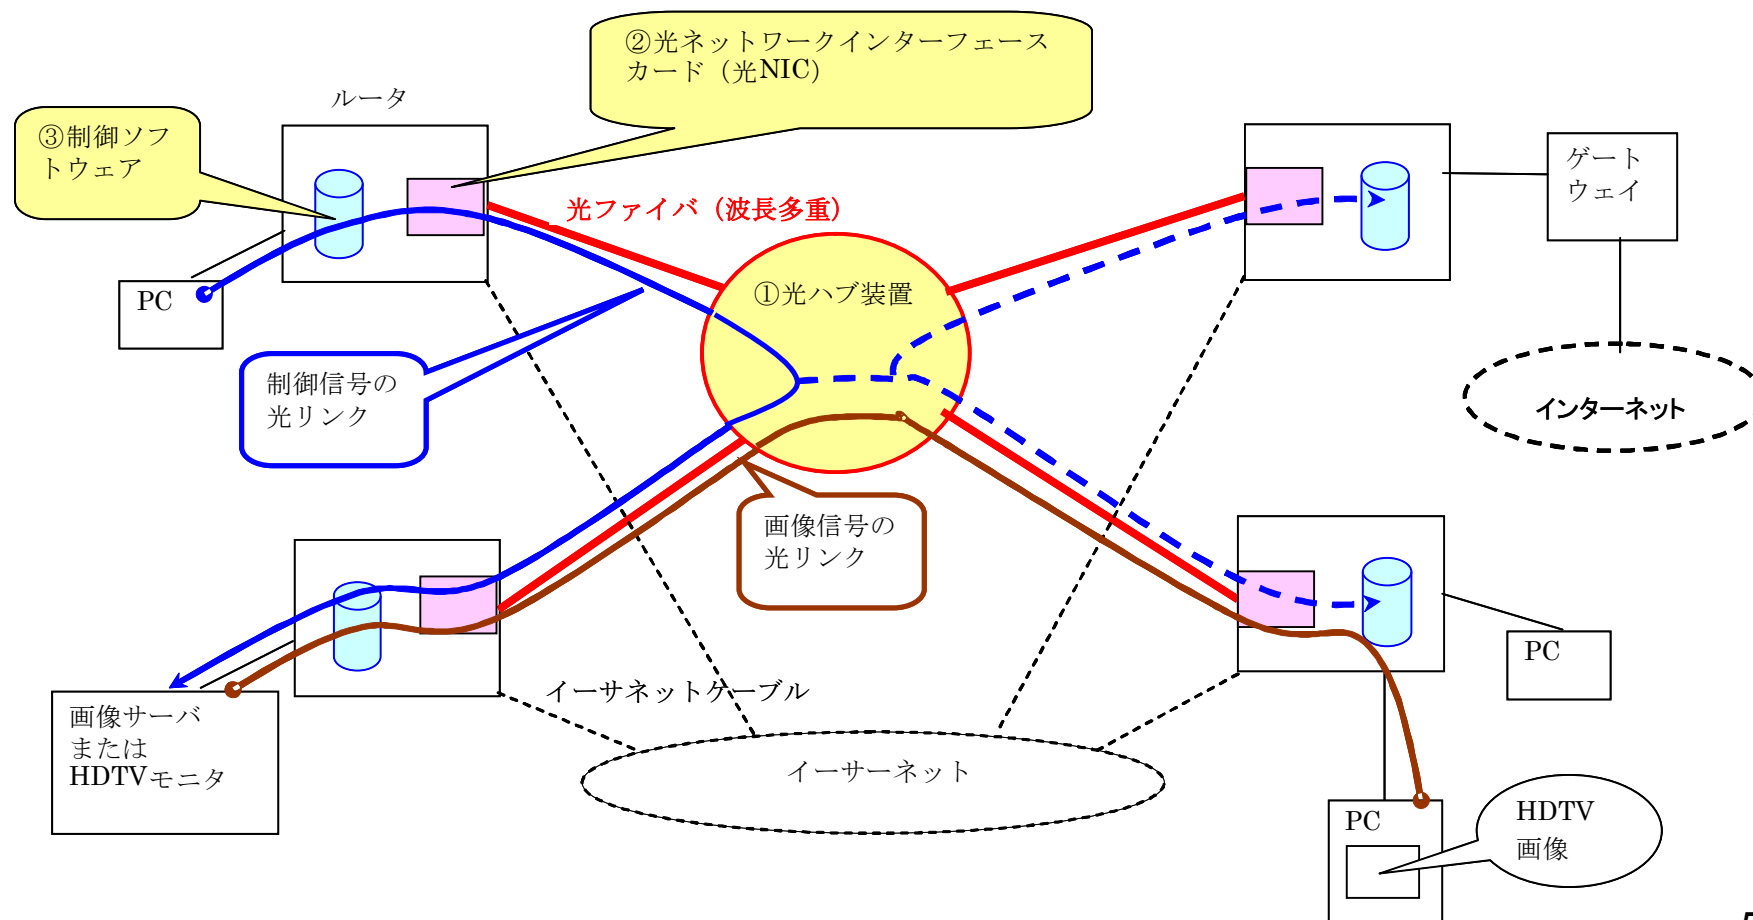 ②光ネットワークインターフェース
カード（光NIC）
ルータ
③制御ソフ
トウェア
光ファイバ（波長多重）
ゲート
ウェイ
①光ハブ装置
PC
制御信号の
光リンク
インターネット
画像信号の
光リンク
PC
イーサネットケーブル
画像サーバ
または
HDTVモニタ
イーサーネット
PC
HDTV
画像